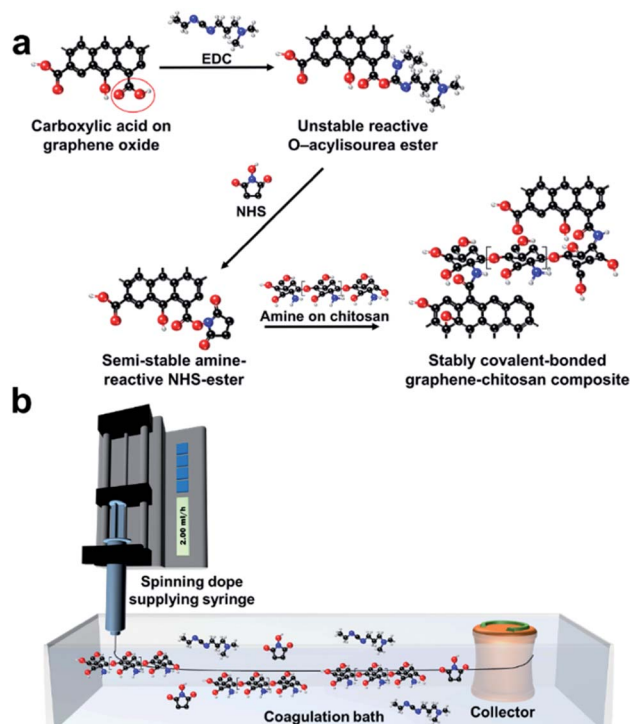 a
EDC
Carboxylic acid on
graphene oxide
Unstable reactive
O–acylisourea ester
NHS
Amine on chitosan
Semi-stable amine-
reactive NHS-ester
Stably covalent-bonded
graphene-chitosan composite
b
2.00 ml/h
Spinning dope
supplying syringe
Coagulation bath
Collector